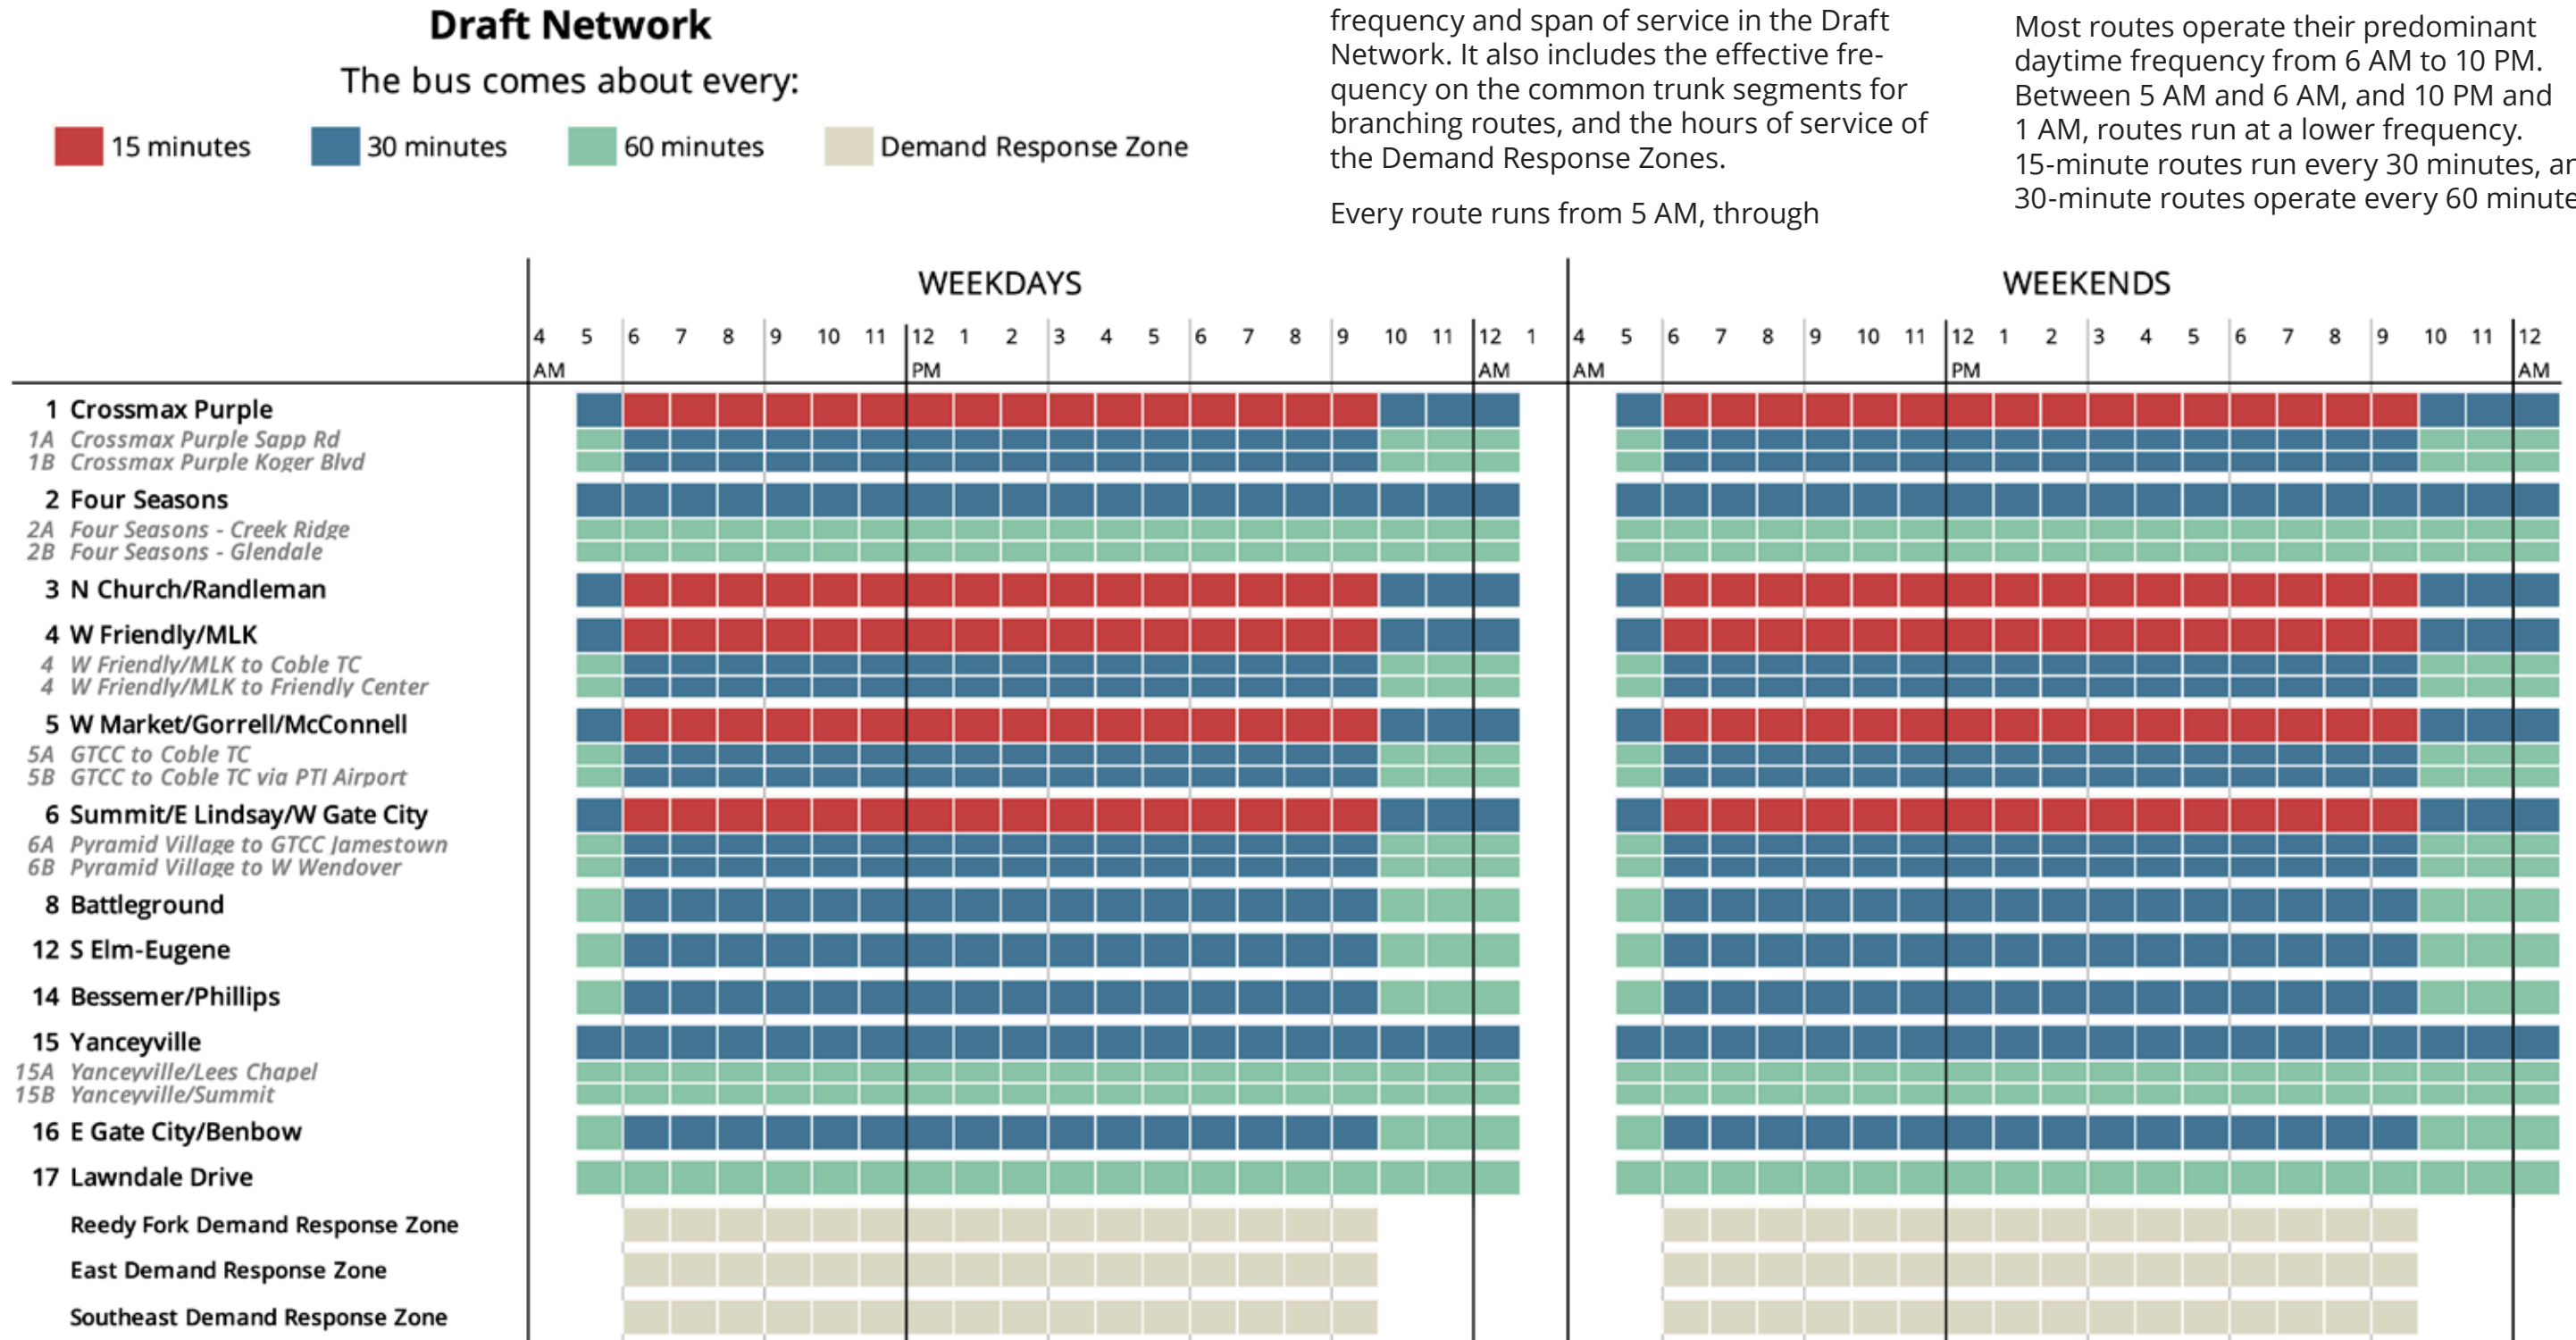 Draft Network
The bus comes about every:
15 minutes 30 minutes 60 minutes Demand Response Zone
frequency and span of service in the Draft
Network. It also includes the effective fre-
quency on the common trunk segments for
branching routes, and the hours of service of
the Demand Response Zones.
Every route runs from 5 AM, through
Most routes operate their predominant
daytime frequency from 6 AM to 10 PM.
Between 5 AM and 6 AM, and 10 PM and
1 AM, routes run at a lower frequency.
15-minute routes run every 30 minutes,
30-minute routes operate every 60
WEEKDAYS WEEKENDS
4 5 6 7 8 9 10 11 12 1 2 3 4 5 6 7 8 9 10 11 12 1 4 5 6 7 8 9 10 11 12 1 2 3 4 5 6 7 8 9 10 11 12
AM PM AM AM PM AM
1 Crossmax Purple
1A Crossmax Purple Sapp Rd
1B Crossmax Purple Koger Blvd
2 Four Seasons
2A Four Seasons - Creek Ridge
2B Four Seasons - Glendale
3 N Church/Randleman
4 W Friendly/MLK
4 W Friendly/MLK to Coble TC
4 W Friendly/MLK to Friendly Center
5 W Market/Gorrell/McConnell
5A GTCC to Coble TC
5B GTCC to Coble TC via PTI Airport
6 Summit/E Lindsay/W Gate City
6A Pyramid Village to GTCC Jamestown
6B Pyramid Village to W Wendover
8 Battleground
12 S Elm-Eugene
14 Bessemer/Phillips
15 Yanceyville
15A Yanceyville/Lees Chapel
15B Yanceyville/Summit
16 E Gate City/Benbow
17 Lawndale Drive
Reedy Fork Demand Response Zone
East Demand Response Zone
Southeast Demand Response Zone